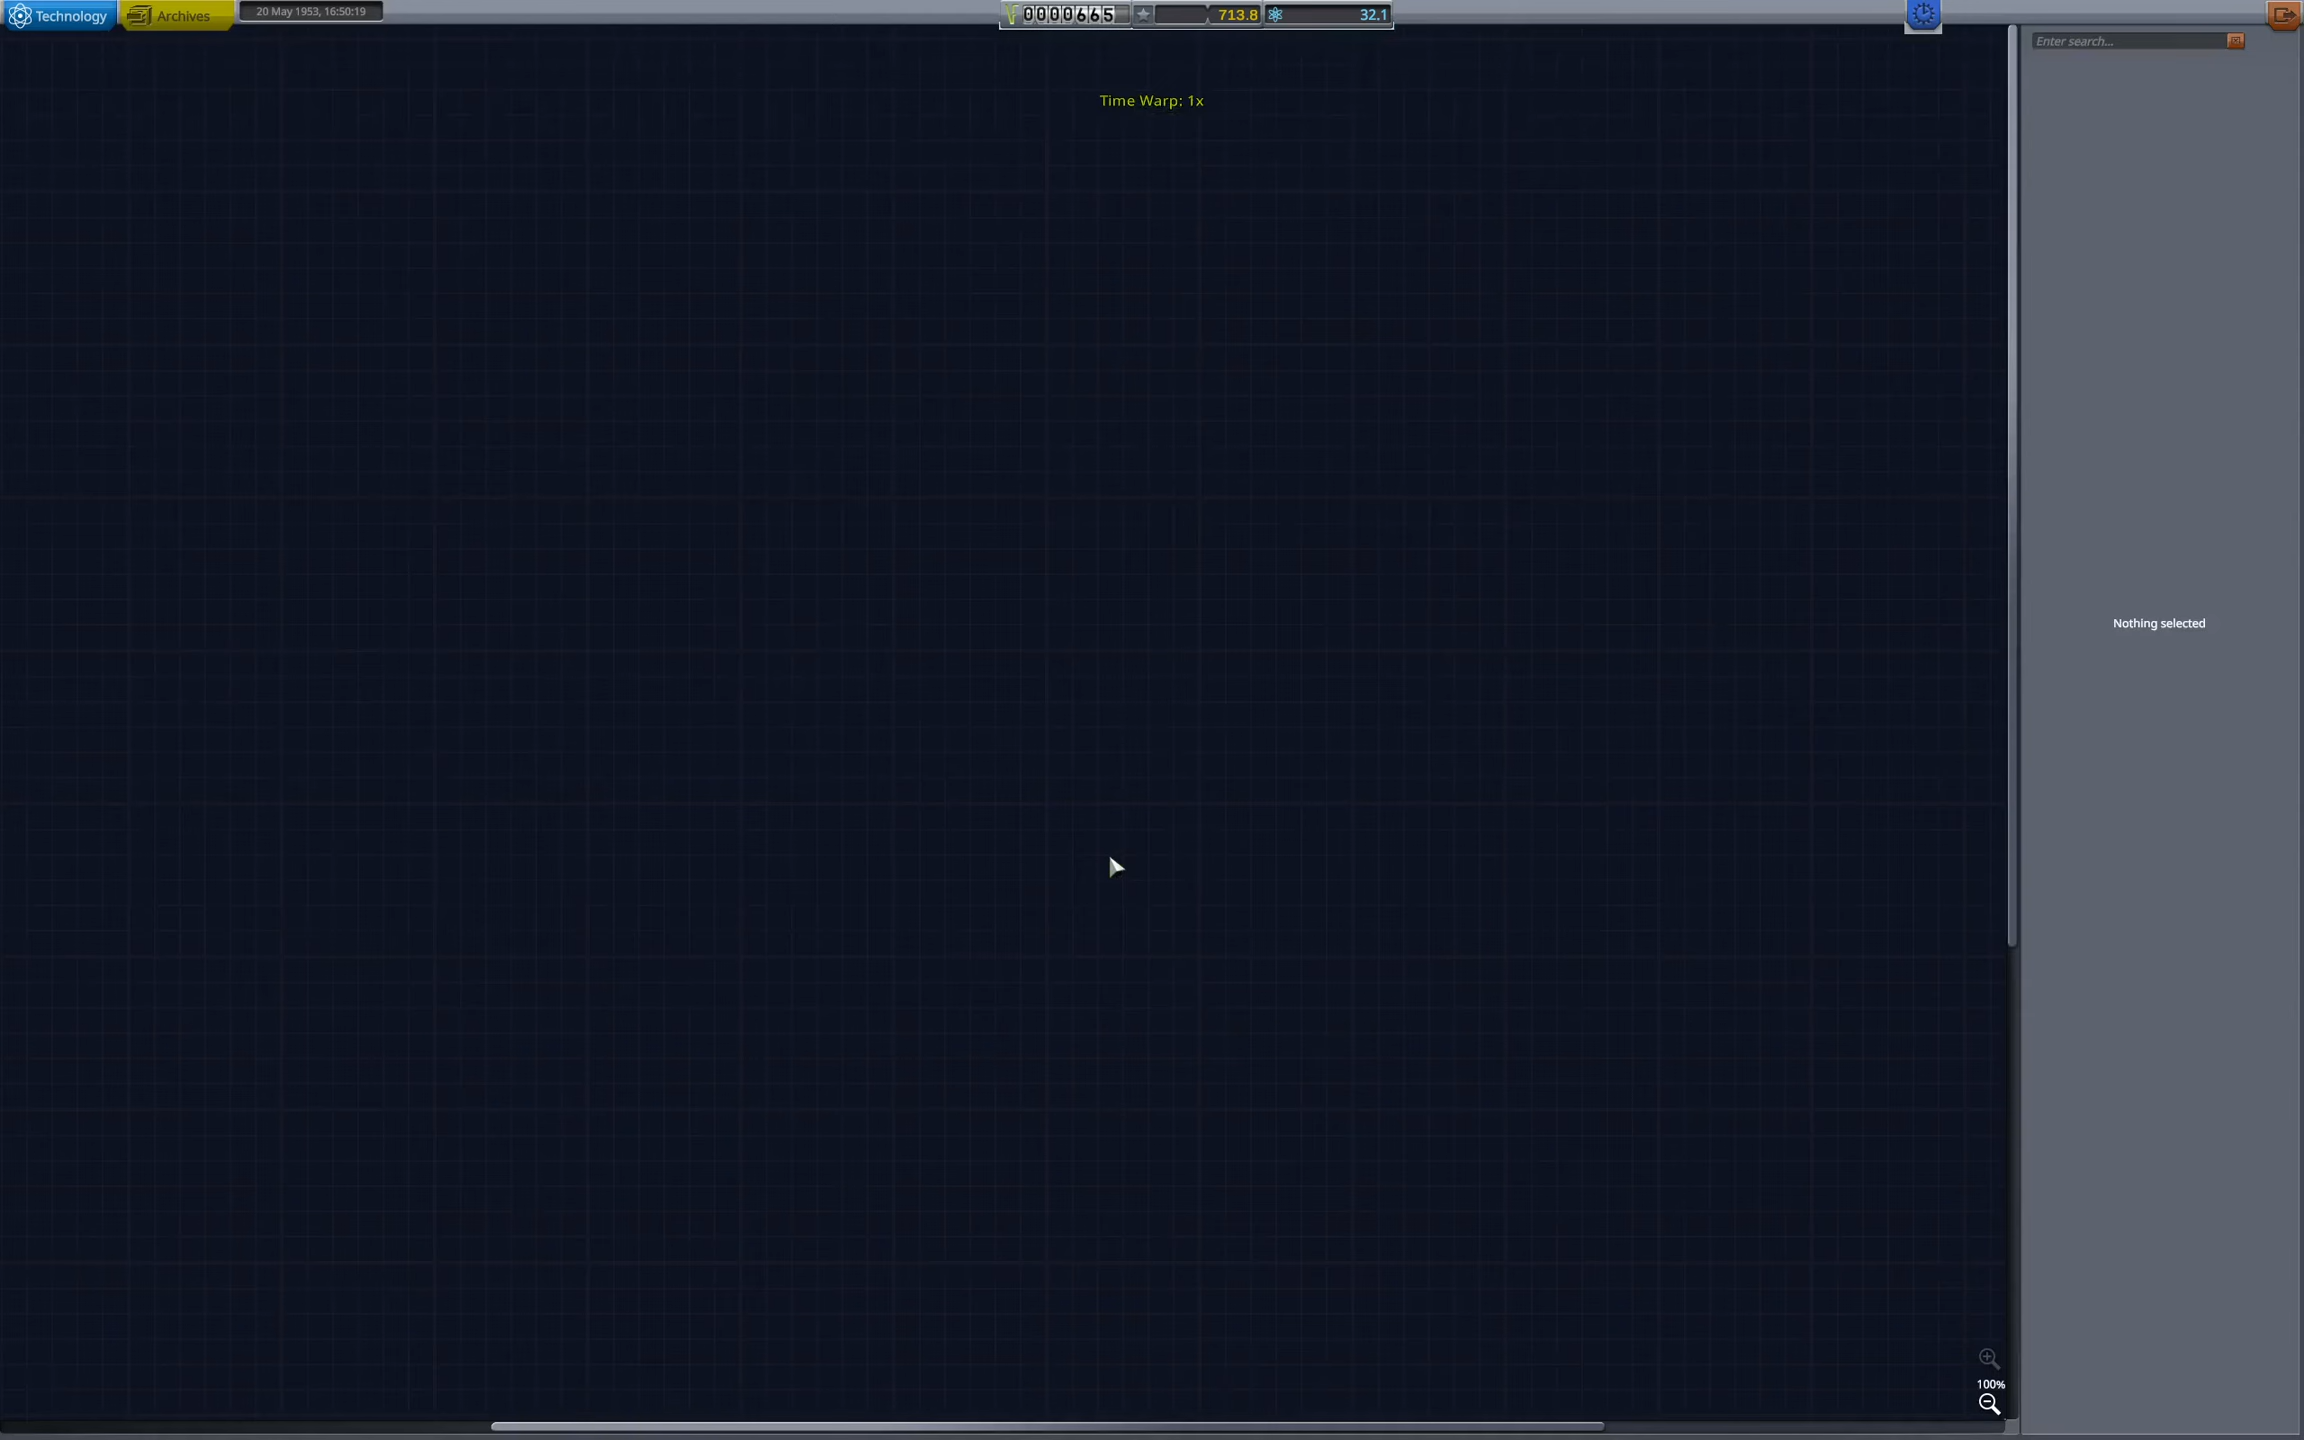 Technology
Archives
20 May 1953, 16:50:19
0000665
713.8
32.1
Enter search...
Time Warp: 1x
Nothing selected
100%